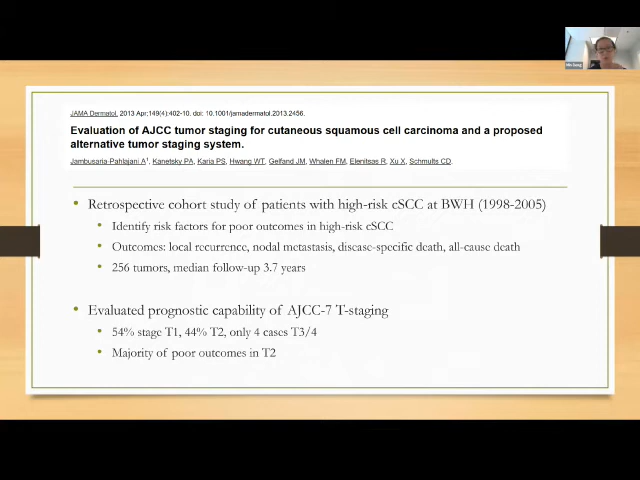 JAMA Dermatol. 2013 Apr;149(4):402-10. doi: 10.1001/jamadermatol.2013.2456.
Evaluation of AJCC tumor staging for cutaneous squamous cell carcinoma and a proposed
alternative tumor staging system.
Jambusaria-Pahlajani A1, Kanetsky PA, Karia PS, Hwang WT, Gelfand JM, Whalen FM, Elenitsas R, Xu X, Schmults CD.
• Retrospective cohort study of patients with high-risk cSCC at BWH (1998-2005)
• Identify risk factors for poor outcomes in high-risk cSCC
• Outcomes: local recurrence, nodal metastasis, disease-specific death, all-cause death
• 256 tumors, median follow-up 3.7 years
• Evaluated prognostic capability of AJCC-7 T-staging
• 54% stage T1, 44% T2, only 4 cases T3/4
• Majority of poor outcomes in T2